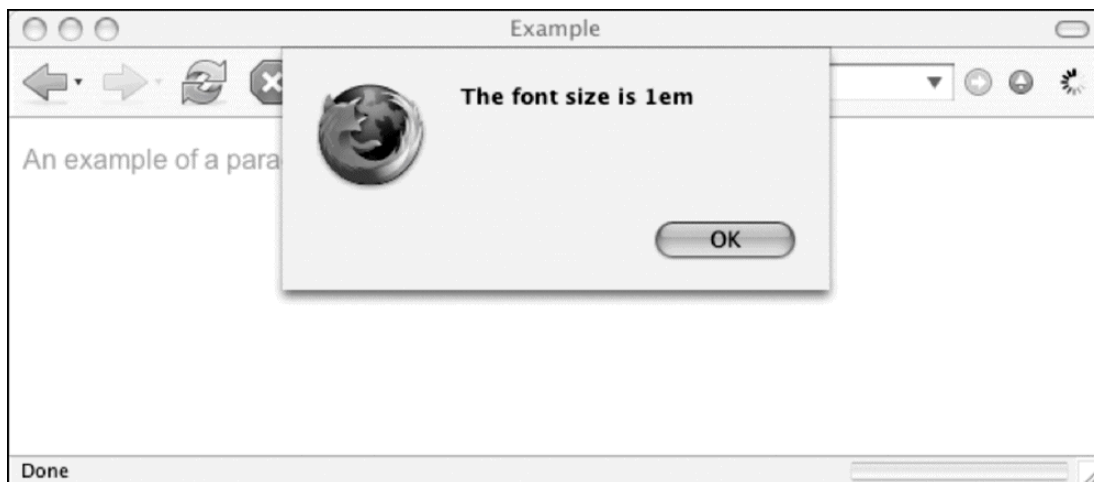 Example
The font size is 1em
An example of a para
OK
Done